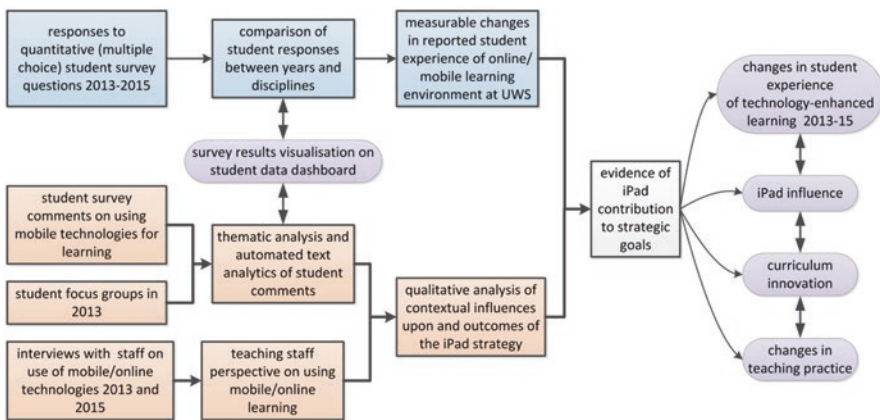 responses to
quantitative (multiple
choice) student survey
questions 2013-2015
comparison of
student responses
between years and
disciplines
measurable changes
in reported student
experience of online/
mobile learning
environment at UWS
survey results visualisation on
student data dashboard
student survey
comments on using
mobile technologies for
learning
student focus groups in
2013
thematic analysis and
automated text
analytics of student
comments
interviews with staff on
use of mobile/online
technologies 2013 and
2015
teaching staff
perspective on using
mobile/online
learning
qualitative analysis of
contextual influences
upon and outcomes of
the iPad strategy
evidence of
iPad
contribution
to strategic
goals
changes in student
experience
of technology-enhanced
learning 2013-15
iPad influence
curriculum
innovation
changes in
teaching practice